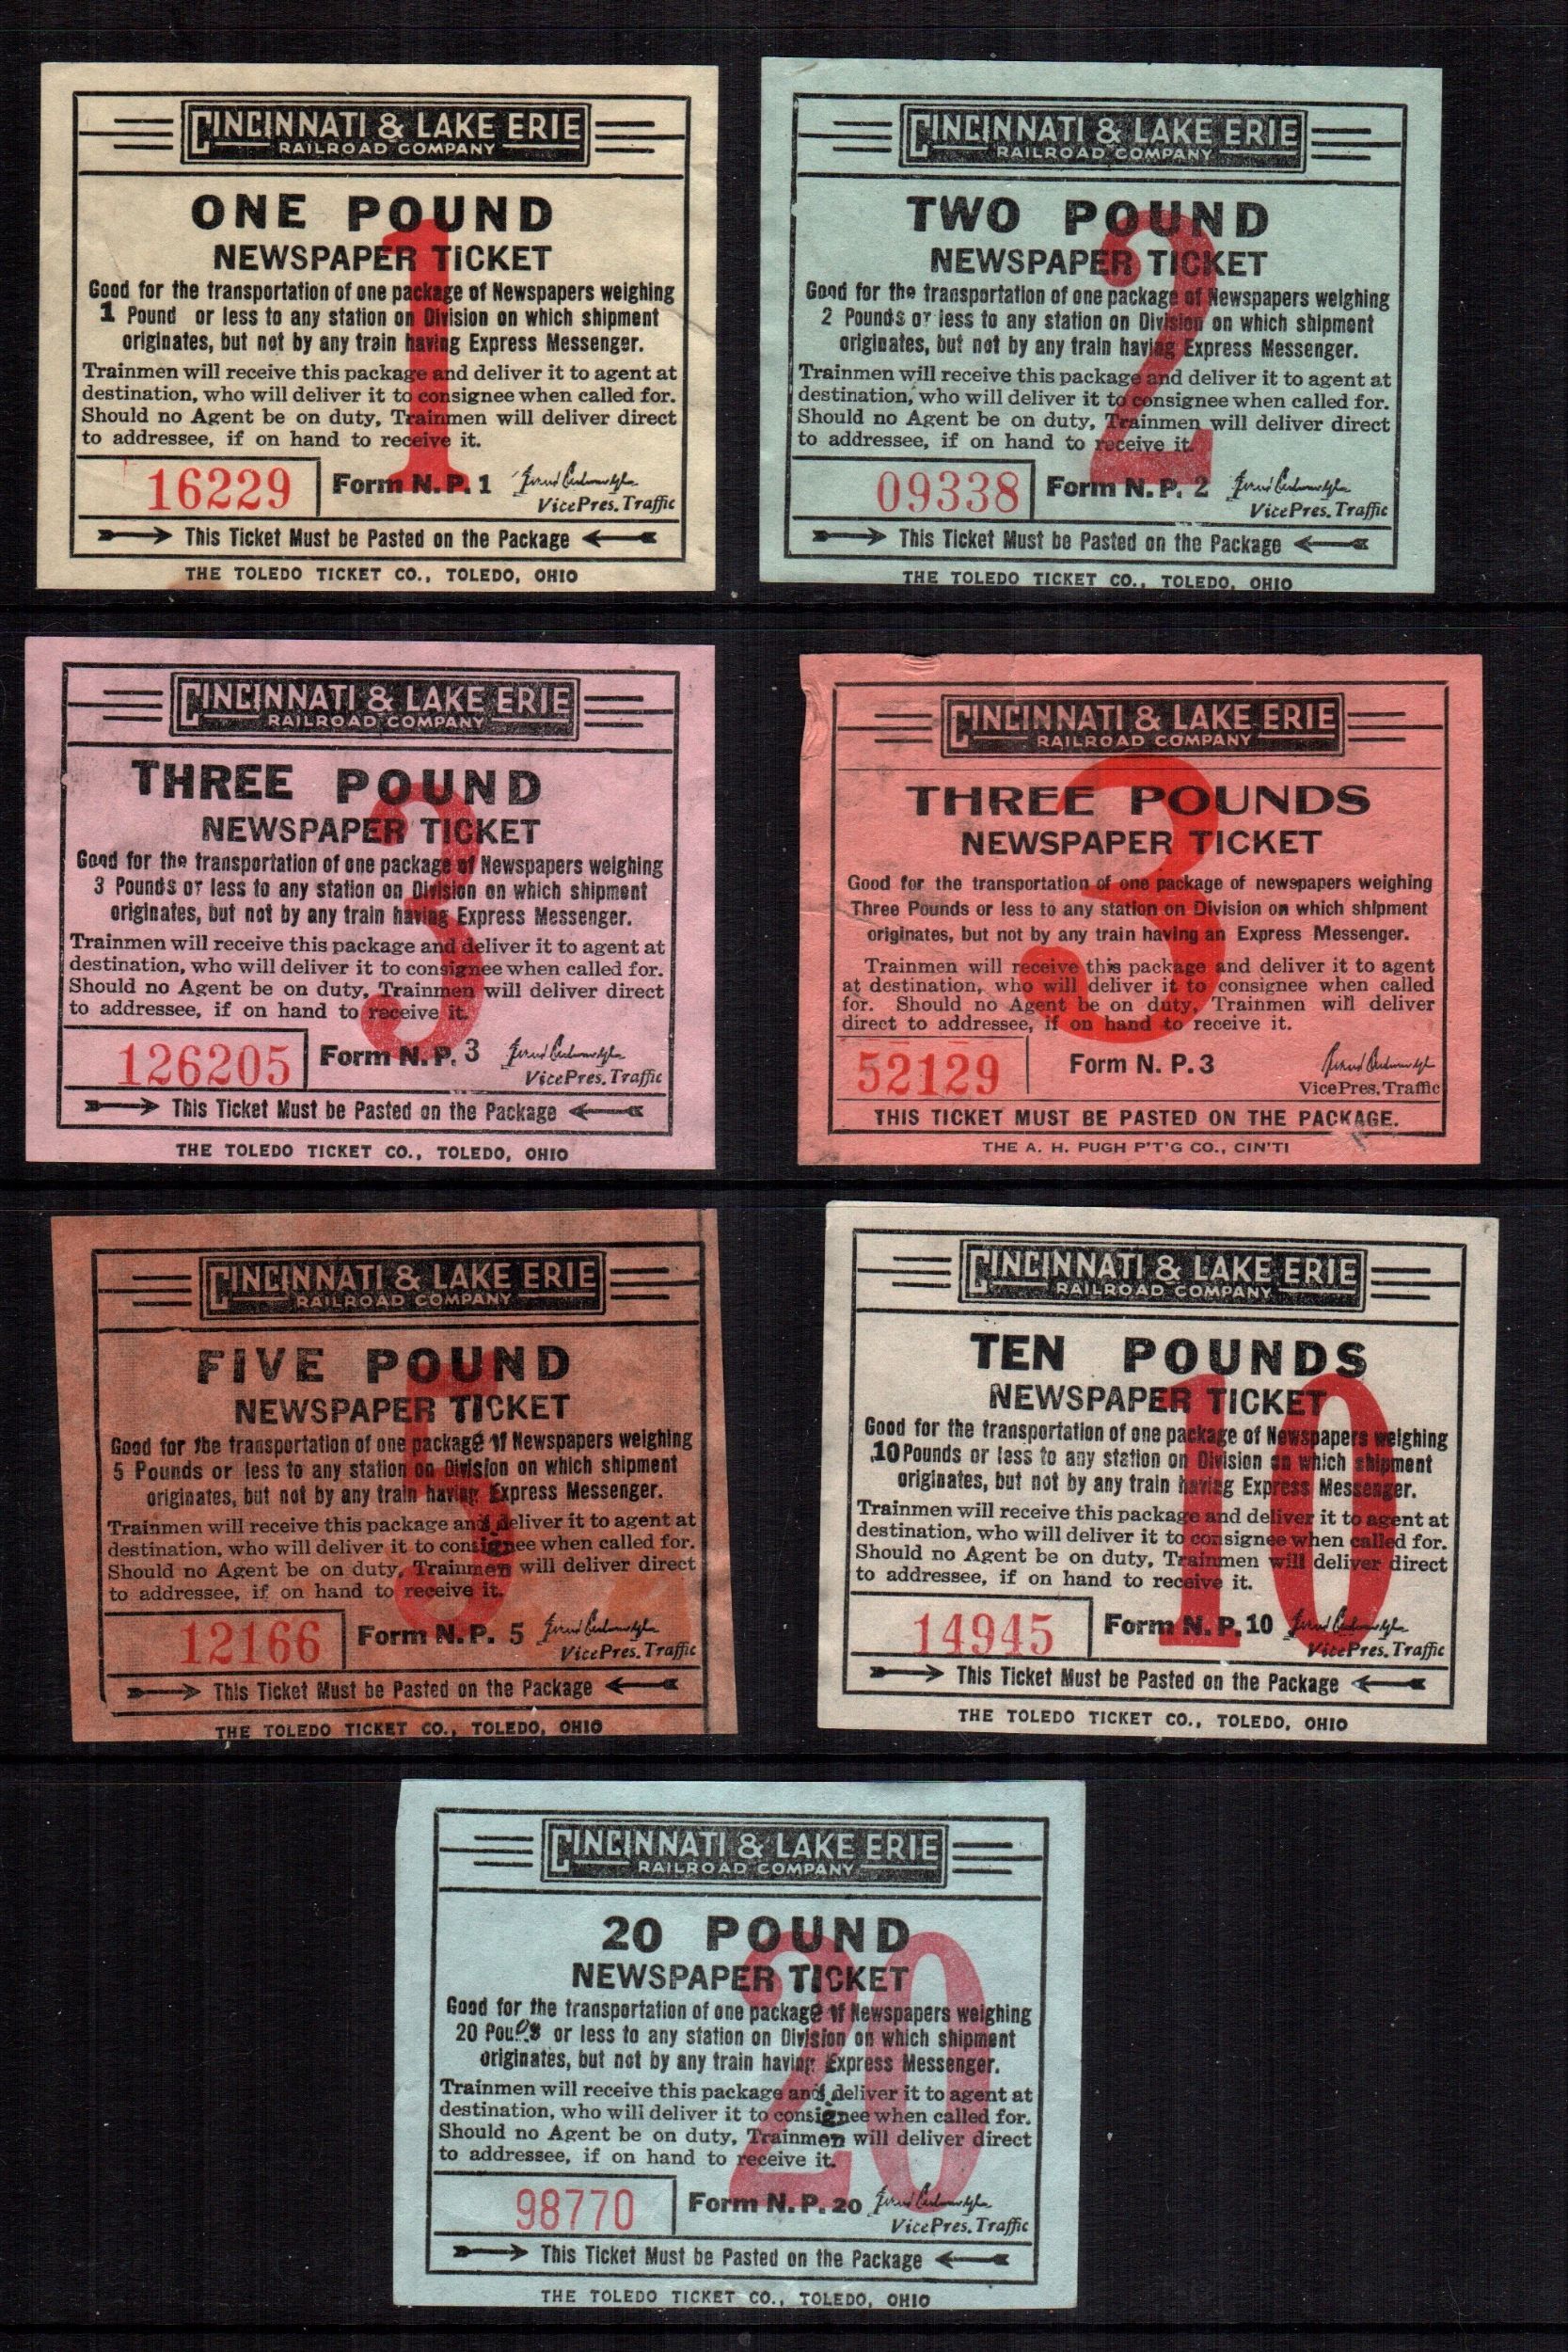 CINCINNATI & LAKE ERIE
RAILROAD COMPANY
ONE POUND
NEWSPAPER TICKET
1
Good for the transportation of one package of Newspapers weighing
1 Pound or less to any station on Division on which shipment
originates, but not by any train having Express Messenger.
Trainmen will receive this package and deliver it to agent at
destination, who will deliver it to consignee when called for.
Should no Agent be on duty, Trainmen will deliver direct
to addressee, if on hand to receive it.
16229 Form N. P. 1
Vice Pres. Traffic
This Ticket Must be Pasted on the Package
THE TOLEDO TICKET CO., TOLEDO, OHIO
CINCINNATI & LAKE ERIE
RAILROAD COMPANY
TWO POUND
NEWSPAPER TICKET
2
Good for the transportation of one package of Newspapers weighing
2 Pounds or less to any station on Division on which shipment
originates, but not by any train having Express Messenger.
Trainmen will receive this package and deliver it to agent at
destination, who will deliver it to consignee when called for.
Should no Agent be on duty, Trainmen will deliver direct
to addressee, if on hand to receive it.
09338 Form N. P. 2
Vice Pres. Traffic
This Ticket Must be Pasted on the Package
THE TOLEDO TICKET CO., TOLEDO, OHIO
CINCINNATI & LAKE ERIE
RAILROAD COMPANY
THREE POUND
NEWSPAPER TICKET
3
Good for the transportation of one package of Newspapers weighing
3 Pounds or less to any station on Division on which shipment
originates, but not by any train having Express Messenger.
Trainmen will receive this package and deliver it to agent at
destination, who will deliver it to consignee when called for.
Should no Agent be on duty, Trainmen will deliver direct
to addressee, if on hand to receive it.
126205 Form N. P. 3
Vice Pres. Traffic
This Ticket Must be Pasted on the Package
THE TOLEDO TICKET CO., TOLEDO, OHIO
CINCINNATI & LAKE ERIE
RAILROAD COMPANY
THREE POUNDS
NEWSPAPER TICKET
3
Good for the transportation of one package of newspapers weighing
Three Pounds or less to any station on Division on which shipment
originates, but not by any train having an Express Messenger.
Trainmen will receive this package and deliver it to agent
at destination, who will deliver it to consignee when called
for. Should no Agent be on duty, Trainmen will deliver
direct to addressee, if on hand to receive it.
52129 Form N. P. 3
Vice Pres. Traffic
THIS TICKET MUST BE PASTED ON THE PACKAGE.
THE A. H. PUGH P'T'G CO., CIN'TI
CINCINNATI & LAKE ERIE
RAILROAD COMPANY
FIVE POUND
NEWSPAPER TICKET
5
Good for the transportation of one package of Newspapers weighing
5 Pounds or less to any station on Division on which shipment
originates, but not by any train having Express Messenger.
Trainmen will receive this package and deliver it to agent at
destination, who will deliver it to consignee when called for.
Should no Agent be on duty, Trainmen will deliver direct
to addressee, if on hand to receive it.
12166 Form N. P. 5
Vice Pres. Traffic
This Ticket Must be Pasted on the Package
THE TOLEDO TICKET CO., TOLEDO, OHIO
CINCINNATI & LAKE ERIE
RAILROAD COMPANY
TEN POUNDS
NEWSPAPER TICKET
10
Good for the transportation of one package of Newspapers weighing
10 Pounds or less to any station on Division on which shipment
originates, but not by any train having Express Messenger.
Trainmen will receive this package and deliver it to agent at
destination, who will deliver it to consignee when called for.
Should no Agent be on duty, Trainmen will deliver direct
to addressee, if on hand to receive it.
14945 Form N. P. 10
Vice Pres. Traffic
This Ticket Must be Pasted on the Package
THE TOLEDO TICKET CO., TOLEDO, OHIO
CINCINNATI & LAKE ERIE
RAILROAD COMPANY
20 POUND
NEWSPAPER TICKET
20
Good for the transportation of one package of Newspapers weighing
20 or less to any station on Division on which shipment
originates, but not by any train having Express Messenger.
Trainmen will receive this package and deliver it to agent at
destination, who will deliver it to consignee when called for.
Should no Agent be on duty, Trainmen will deliver direct
to addressee, if on hand to receive it.
98770 Form N. P. 20
Vice Pres. Traffic
This Ticket Must be Pasted on the Package
THE TOLEDO TICKET CO., TOLEDO, OHIO